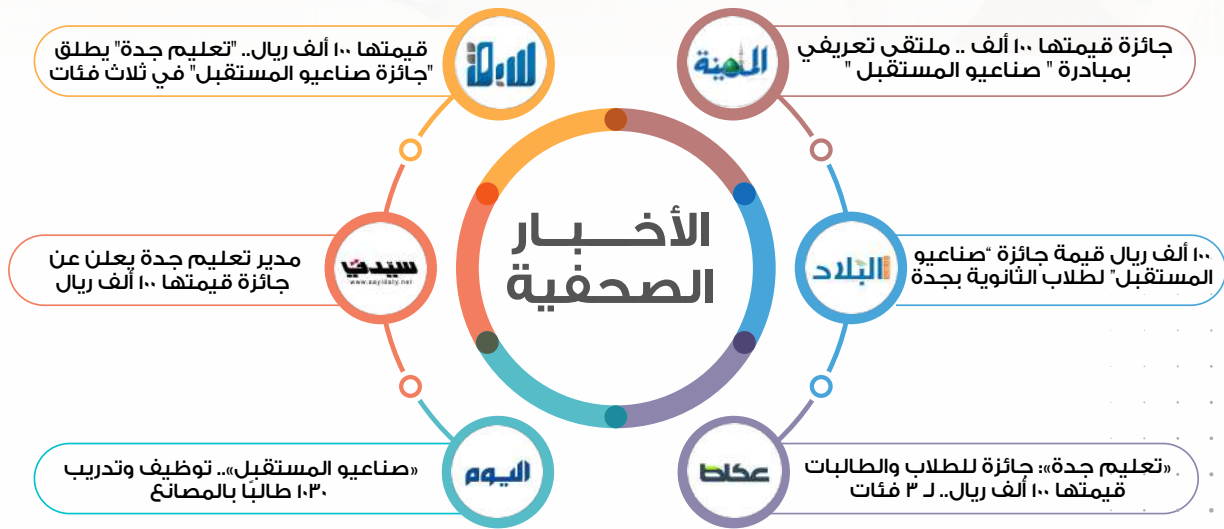 الأخبار
الصحفية
المدينة
جائزة قيمتها ١٠٠ ألف .. ملتقى تعريفي
بمبادرة " صناعيو المستقبل "
البلاد
١٠٠ ألف ريال قيمة جائزة "صناعيو
المستقبل" لطلاب الثانوية بجدة
عكاظ
«تعليم جدة»: جائزة للطلاب والطالبات
قيمتها ١٠٠ ألف ريال.. لـ ٣ فئات
سبق
قيمتها ١٠٠ ألف ريال.. "تعليم جدة" يطلق
"جائزة صناعيو المستقبل" في ثلاث فئات
سيدتي
www.sayidaty.net
مدير تعليم جدة يعلن عن
جائزة قيمتها ١٠٠ ألف ريال
اليوم
«صناعيو المستقبل».. توظيف وتدريب
١٠٣٠ طالبًا بالمصانع